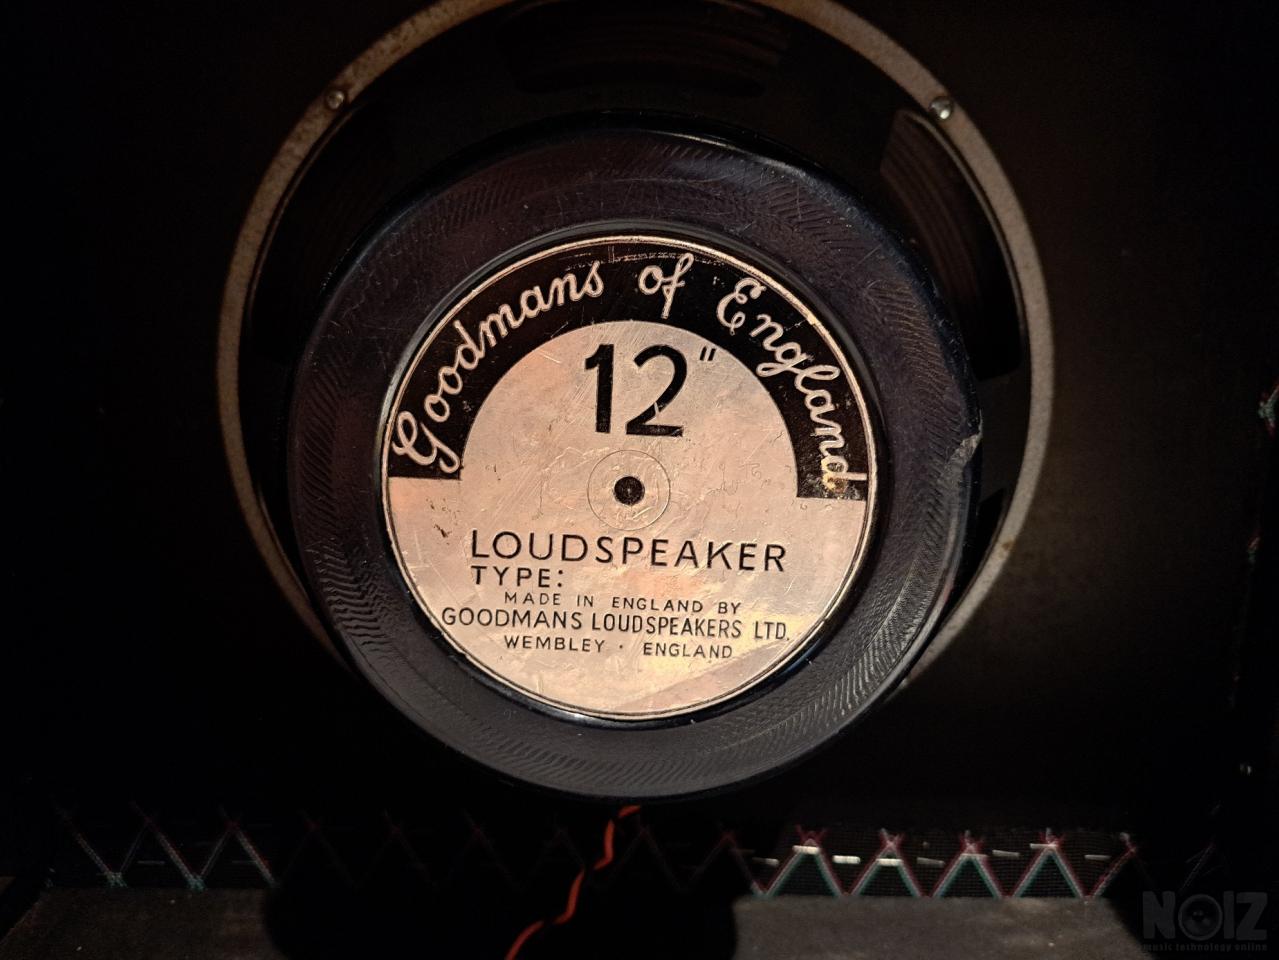 Goodmans of England
12"
LOUDSPEAKER
TYPE:
MADE IN ENGLAND BY
GOODMANS LOUDSPEAKERS LTD.
WEMBLEY · ENGLAND
NOIZ
music technology online